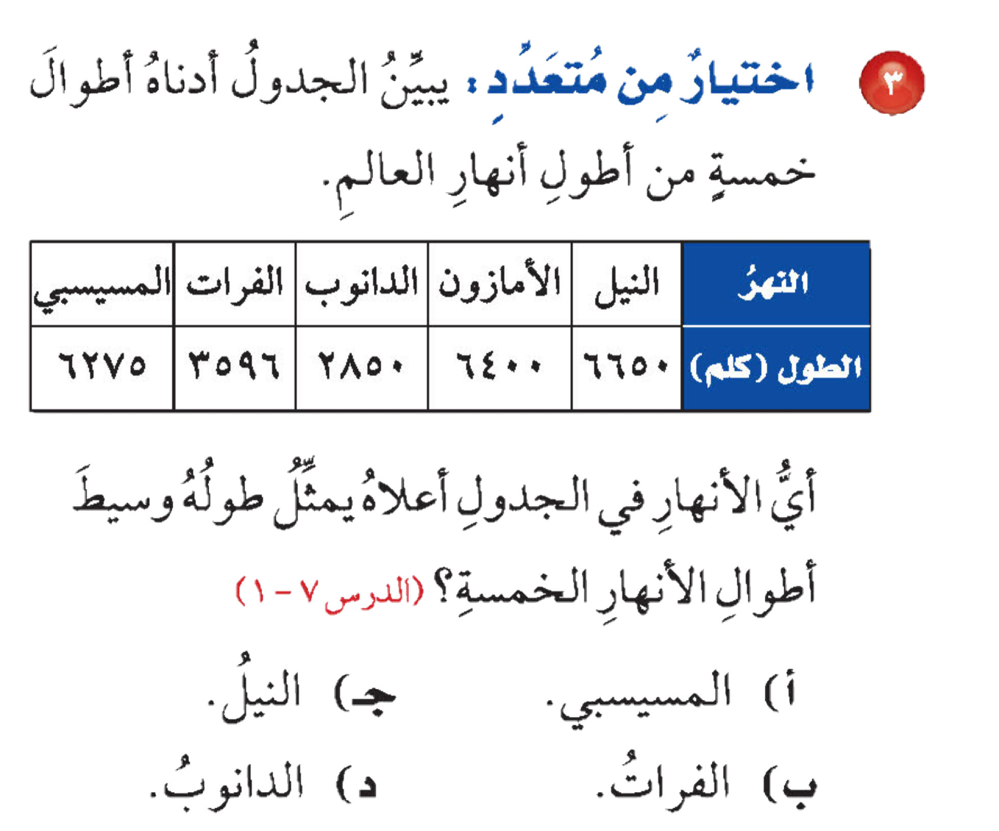 ٣ اختيارٌ مِن مُتعَدِّدٍ: يبيِّنُ الجدولُ أدناهُ أطوالَ
خمسةٍ من أطولِ أنهارِ العالمِ.
النهرُ النيل الأمازون الدانوب الفرات المسيسبي
الطول (كلم) ٦٦٥٠ ٦٤٠٠ ٢٨٥٠ ٣٥٩٦ ٦٢٧٥
أيُّ الأنهارِ في الجدولِ أعلاهُ يمثِّلُ طولُهُ وسيطَ
أطوالِ الأنهارِ الخمسةِ؟ (الدرس ٧ – ١)
أ) المسيسبي. جـ) النيلُ.
ب) الفراتُ. د) الدانوبُ.